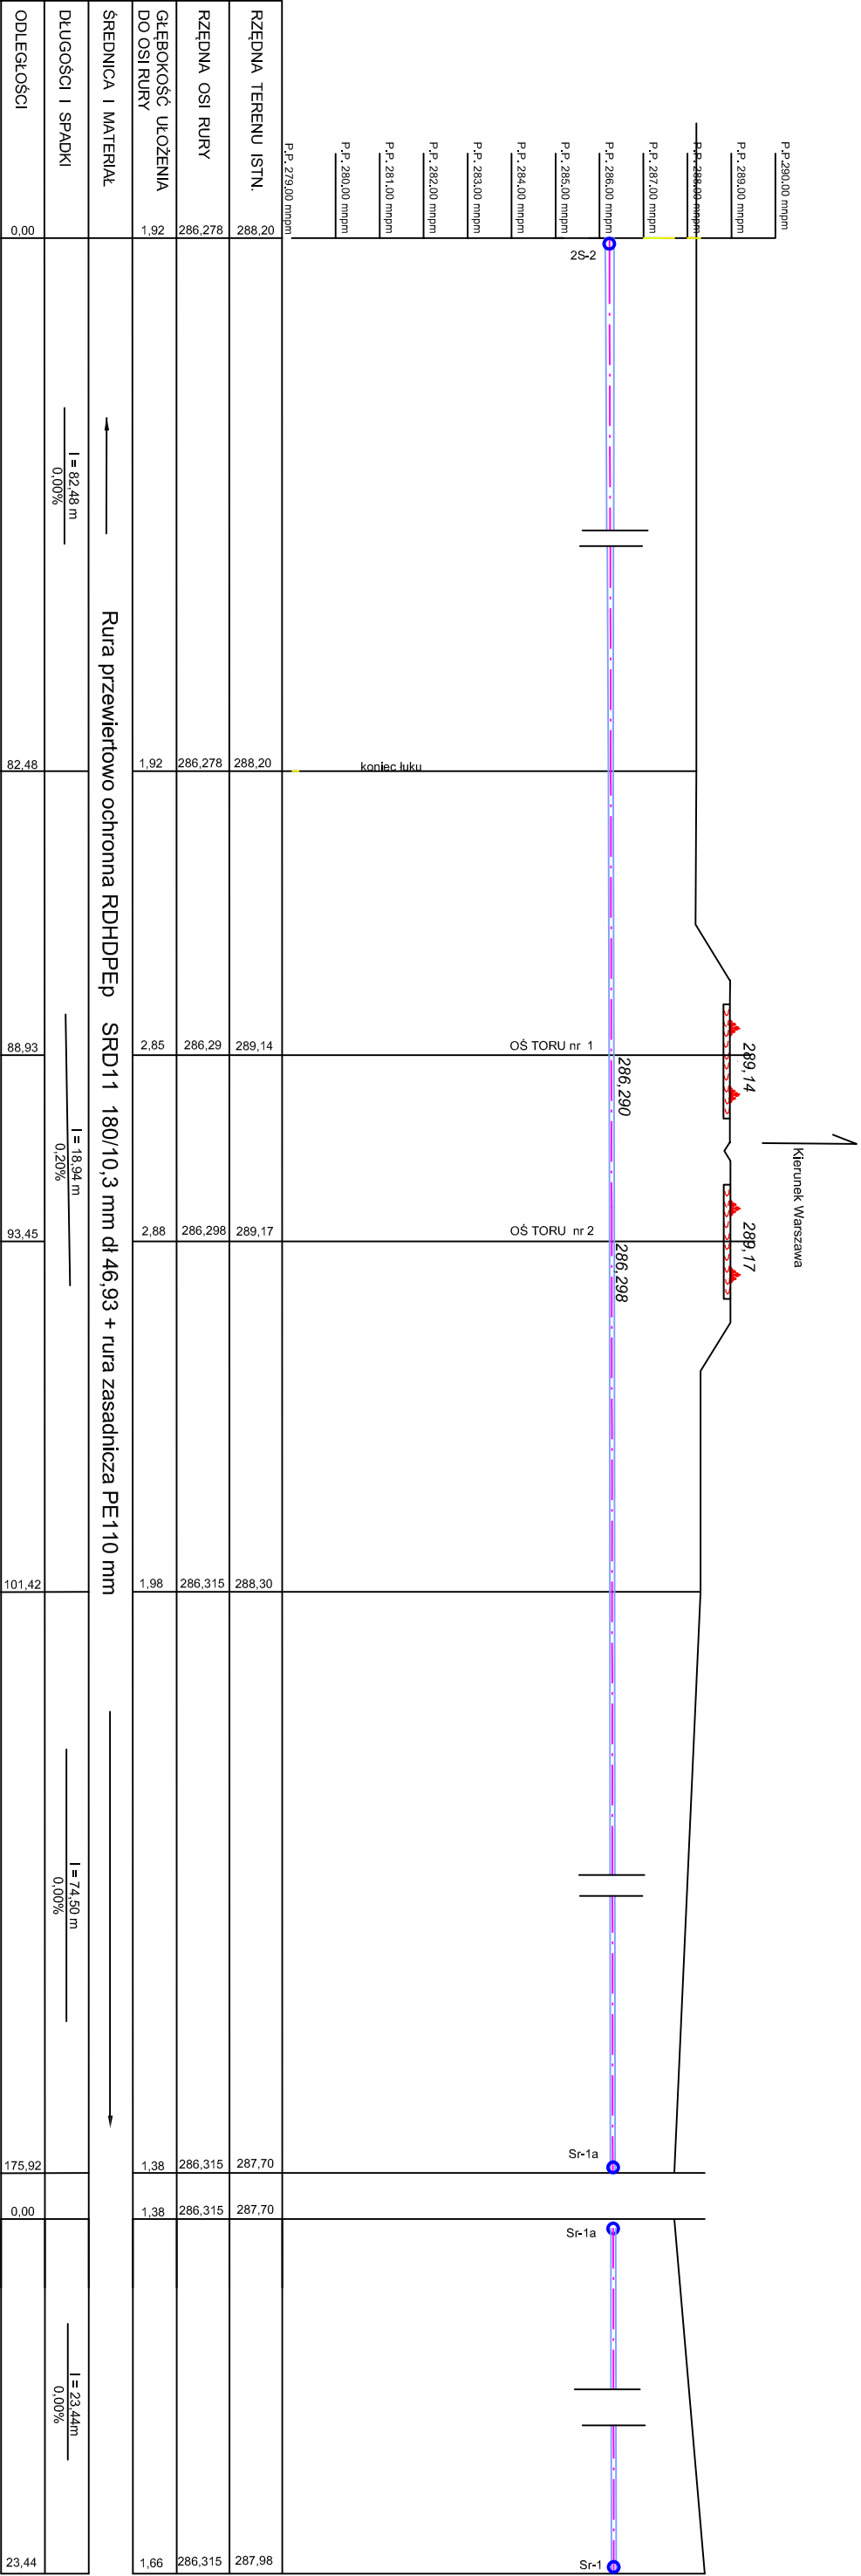 P.P.290.00 mnpm
P.P. 289.00 mnpm
P.P. 288.00 mnpm
P.P. 287.00 mnpm
P.P. 286.00 mnpm
P.P. 285.00 mnpm
P.P. 284.00 mnpm
P.P. 283.00 mnpm
P.P. 282.00 mnpm
P.P. 281.00 mnpm
P.P. 280.00 mnpm
P.P. 279,00 mnpm
Kierunek Warszawa
289,14
289,17
286,290
286,298
2S-2
koniec łuku
OŚ TORU nr 1
OŚ TORU nr 2
Sr-1a
Sr-1a
Sr-1
RZĘDNA TERENU ISTN.
288,20
288,20
289,14
289,17
288,30
287,70
287,70
287,98
RZĘDNA OSI RURY
286,278
286,278
286,29
286,298
286,315
286,315
286,315
286,315
GŁĘBOKOŚĆ UŁOŻENIA
DO OSI RURY
1,92
1,92
2,85
2,88
1,98
1,38
1,38
1,66
ŚREDNICA I MATERIAŁ
Rura przewiertowo ochronna RDHDPEp SRD11 180/10,3 mm dł 46,93 + rura zasadnicza PE110 mm
DŁUGOŚCI I SPADKI
l = 82,48 m
0,00%
l = 18,94 m
0,20%
l = 74,50 m
0,00%
l = 23,44m
0,00%
ODLEGŁOŚCI
0,00
82,48
88,93
93,45
101,42
175,92
0,00
23,44